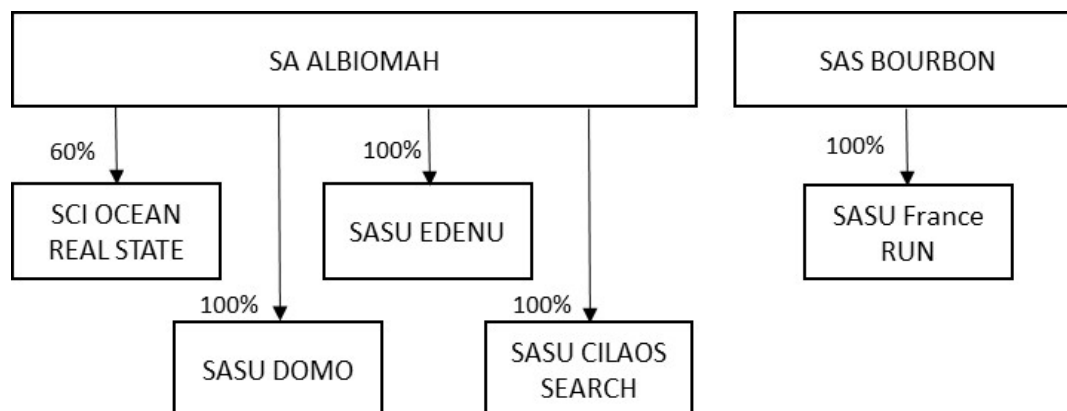 SA ALBIOMAH
SAS BOURBON
60%
100%
100%
SCI OCEAN
REAL STATE
SASU EDENU
SASU France
RUN
100%
100%
SASU DOMO
SASU CILAOS
SEARCH